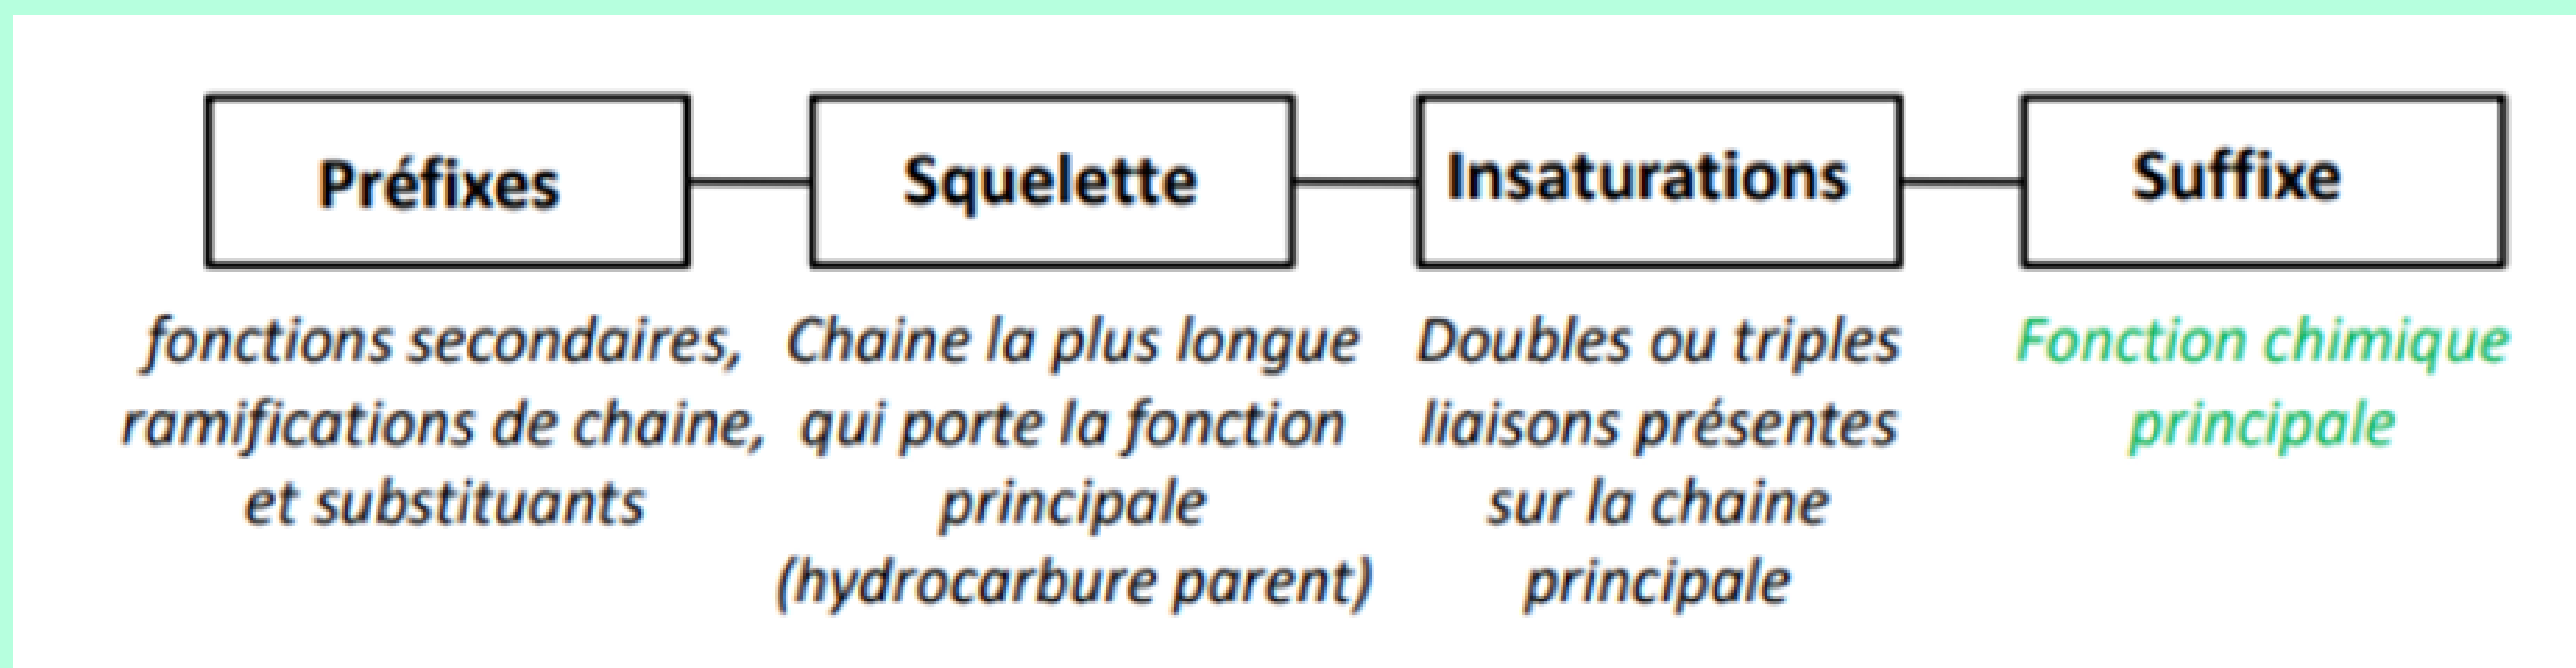 Préfixes
Squelette
Insaturations
Suffixe
fonctions secondaires,
ramifications de chaine,
et substituants
Chaine la plus longue
qui porte la fonction
principale
(hydrocarbure parent)
Doubles ou triples
liaisons présentes
sur la chaine
principale
Fonction chimique
principale